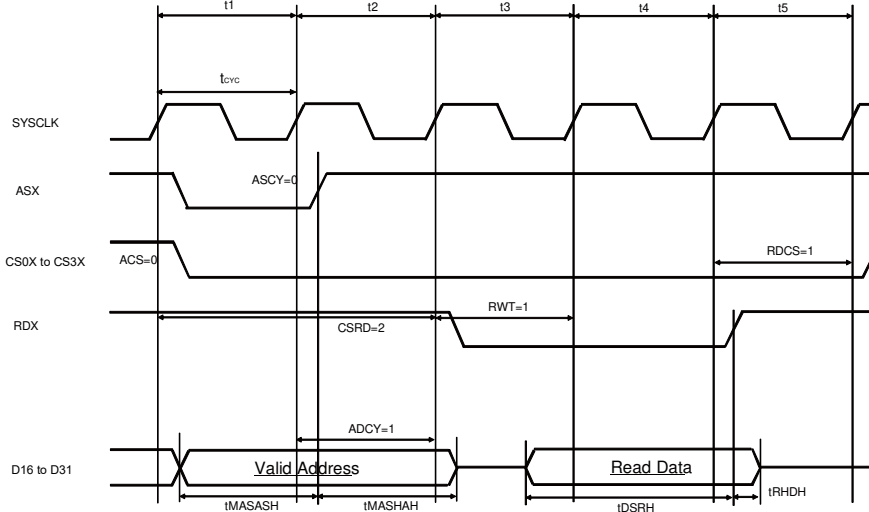 t1 t2 t3 t4 t5
tCYC
SYSCLK
ASX ASCY=0
CS0X to CS3X ACS=0 RDCS=1
RDX RWT=1
CSRD=2
ADCY=1
D16 to D31 Valid Address Read Data
tMASASH tMASHAH tDSRH tRHDH